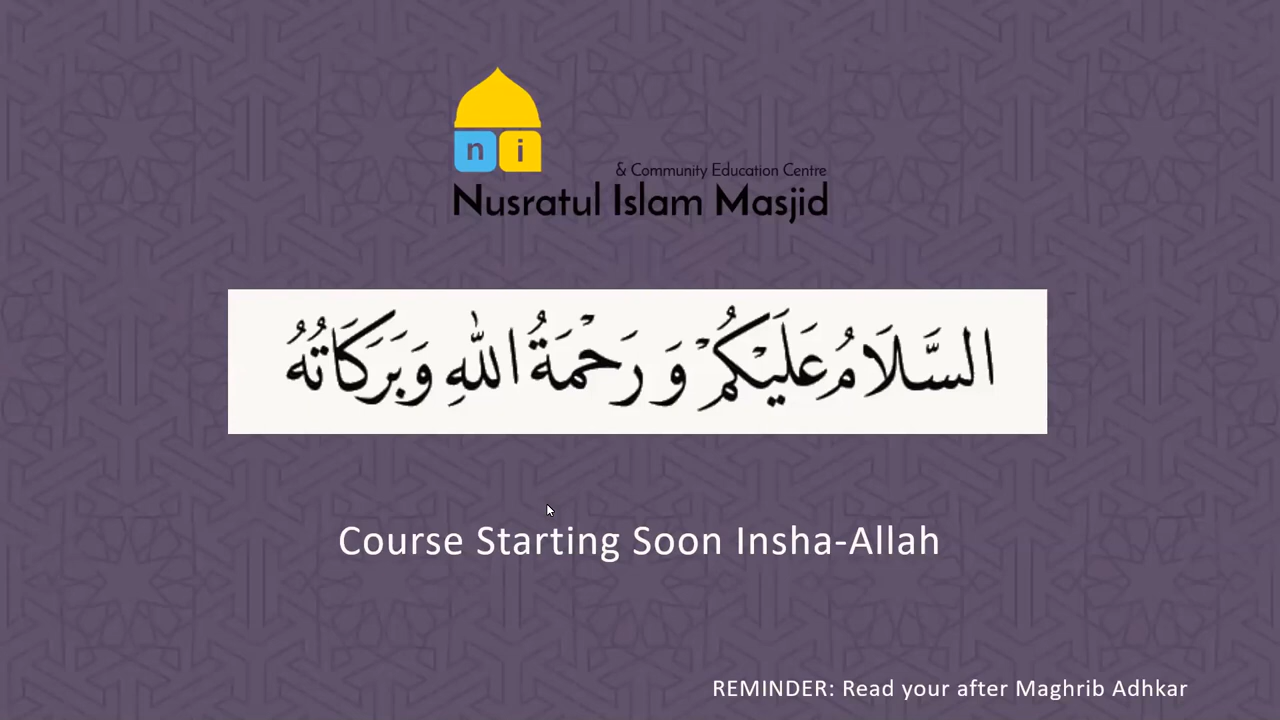 n i
& Community Education Centre
Nusratul Islam Masjid
السَّلَامُ عَلَيْكُمْ وَ رَحْمَةُ اللهِ وَبَرَكَاتُهُ
Course Starting Soon Insha-Allah
REMINDER: Read your after Maghrib Adhkar